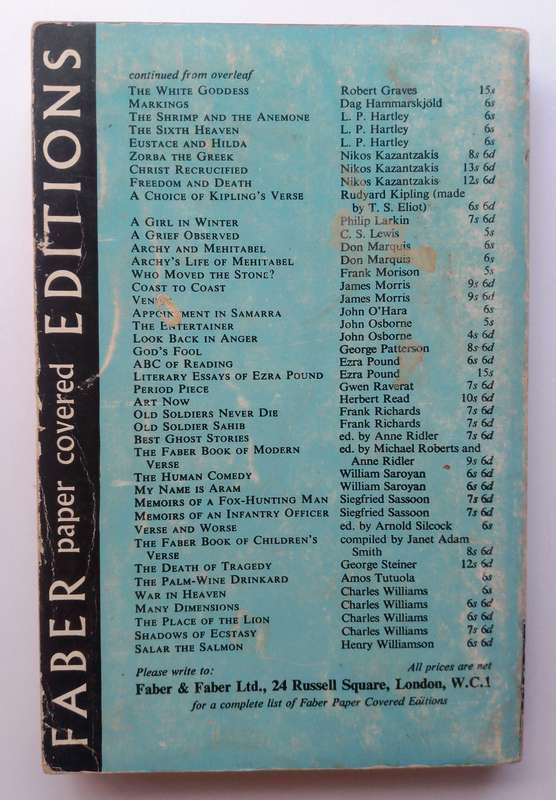 FABER paper covered EDITIONS
continued from overleaf
THE WHITE GODDESS Robert Graves 15s
MARKINGS Dag Hammarskjöld 6s
THE SHRIMP AND THE ANEMONE L. P. Hartley 6s
THE SIXTH HEAVEN L. P. Hartley 6s
EUSTACE AND HILDA L. P. Hartley 6s
ZORBA THE GREEK Nikos Kazantzakis 8s 6d
CHRIST RECRUCIFIED Nikos Kazantzakis 13s 6d
FREEDOM AND DEATH Nikos Kazantzakis 12s 6d
A CHOICE OF KIPLING'S VERSE Rudyard Kipling (made
by T. S. Eliot) 6s 6d
A GIRL IN WINTER Philip Larkin 7s 6d
A GRIEF OBSERVED C. S. Lewis 5s
ARCHY AND MEHITABEL Don Marquis 6s
ARCHY'S LIFE OF MEHITABEL Don Marquis 6s
WHO MOVED THE STONE? Frank Morison 5s
COAST TO COAST James Morris 9s 6d
James Morris 9s 6d
APPOINTMENT IN SAMARRA John O'Hara 6s
THE ENTERTAINER John Osborne 5s
LOOK BACK IN ANGER John Osborne 4s 6d
GOD'S FOOL George Patterson 8s 6d
ABC OF READING Ezra Pound 6s 6d
LITERARY ESSAYS OF EZRA POUND Ezra Pound 15s
PERIOD PIECE Gwen Raverat 7s 6d
ART NOW Herbert Read 10s 6d
OLD SOLDIERS NEVER DIE Frank Richards 7s 6d
OLD SOLDIER SAHIB Frank Richards 7s 6d
BEST GHOST STORIES ed. by Anne Ridler 7s 6d
THE FABER BOOK OF MODERN ed. by Michael Roberts and
VERSE Anne Ridler 9s 6d
THE HUMAN COMEDY William Saroyan 6s 6d
MY NAME IS ARAM William Saroyan 6s 6d
MEMOIRS OF A FOX-HUNTING MAN Siegfried Sassoon 7s 6d
MEMOIRS OF AN INFANTRY OFFICER Siegfried Sassoon 7s 6d
VERSE AND WORSE ed. by Arnold Silcock 6s
THE FABER BOOK OF CHILDREN'S compiled by Janet Adam
VERSE Smith 8s 6d
THE DEATH OF TRAGEDY George Steiner 12s 6d
THE PALM-WINE DRINKARD Amos Tutuola 6s
WAR IN HEAVEN Charles Williams 6s
MANY DIMENSIONS Charles Williams 6s 6d
THE PLACE OF THE LION Charles Williams 6s 6d
SHADOWS OF ECSTASY Charles Williams 7s 6d
SALAR THE SALMON Henry Williamson 6s 6d
Please write to: All prices are net
Faber & Faber Ltd., 24 Russell Square, London, W.C.1
for a complete list of Faber Paper Covered Editions